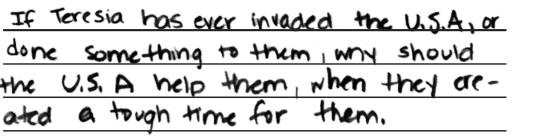 If Teresia has ever invaded the U.S.A, or
done something to them, why should
the U.S.A help them, when they cre-
ated a tough time for them.